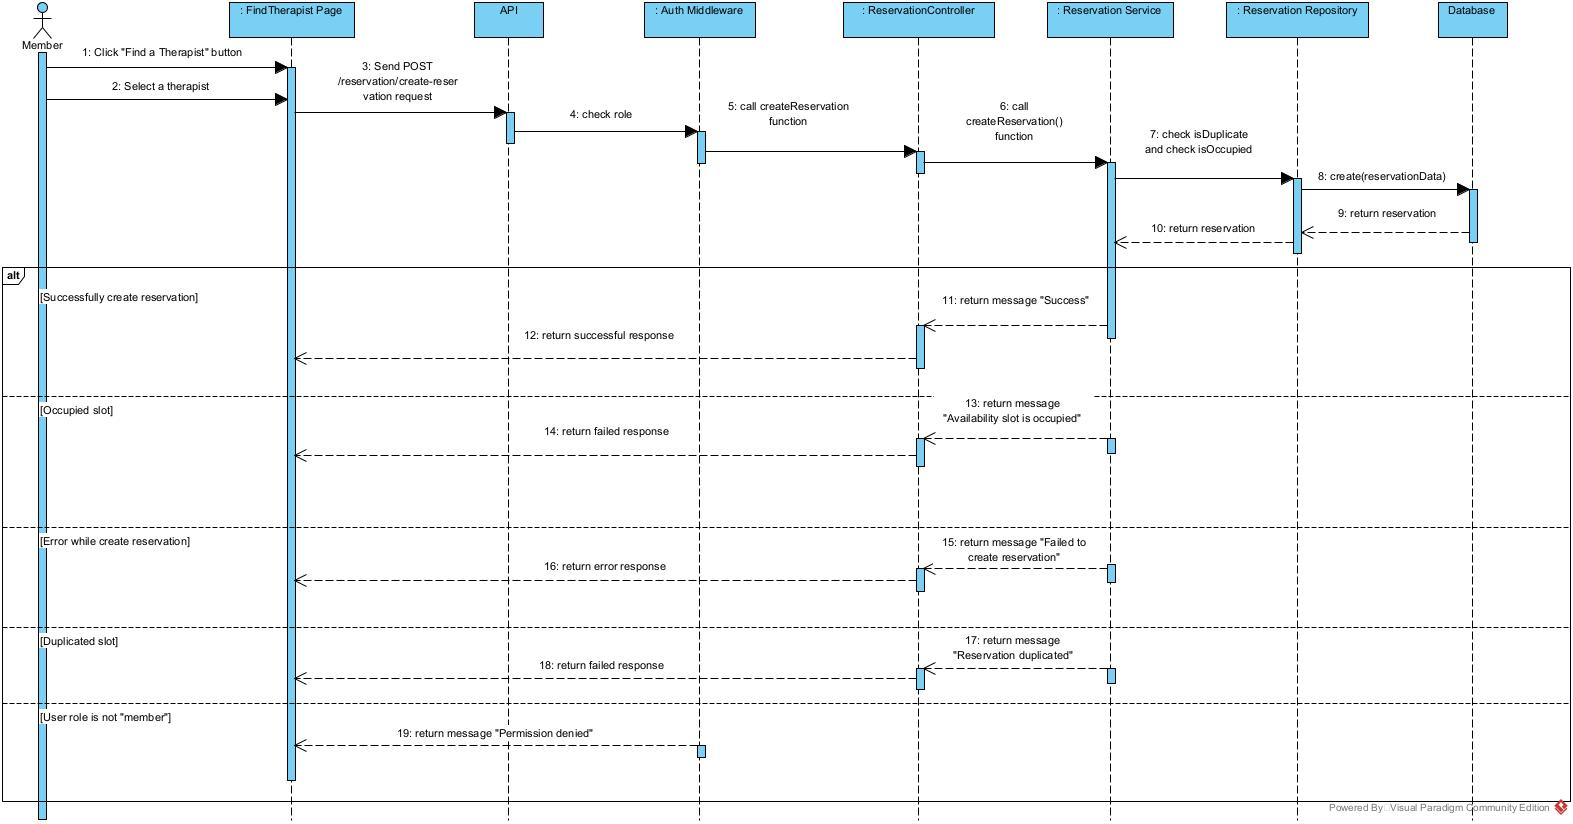 Member
: FindTherapist Page
API
: Auth Middleware
: ReservationController
: Reservation Service
: Reservation Repository
Database
1: Click "Find a Therapist" button
2: Select a therapist
3: Send POST
/reservation/create-reser
vation request
4: check role
5: call createReservation
function
6: call
createReservation()
function
7: check isDuplicate
and check isOccupied
8: create(reservationData)
9: return reservation
10: return reservation
alt
[Successfully create reservation]
11: return message "Success"
12: return successful response
[Occupied slot]
13: return message
"Availability slot is occupied"
14: return failed response
[Error while create reservation]
15: return message "Failed to
create reservation"
16: return error response
[Duplicated slot]
17: return message
"Reservation duplicated"
18: return failed response
[User role is not "member"]
19: return message "Permission denied"
Powered By: Visual Paradigm Community Edition